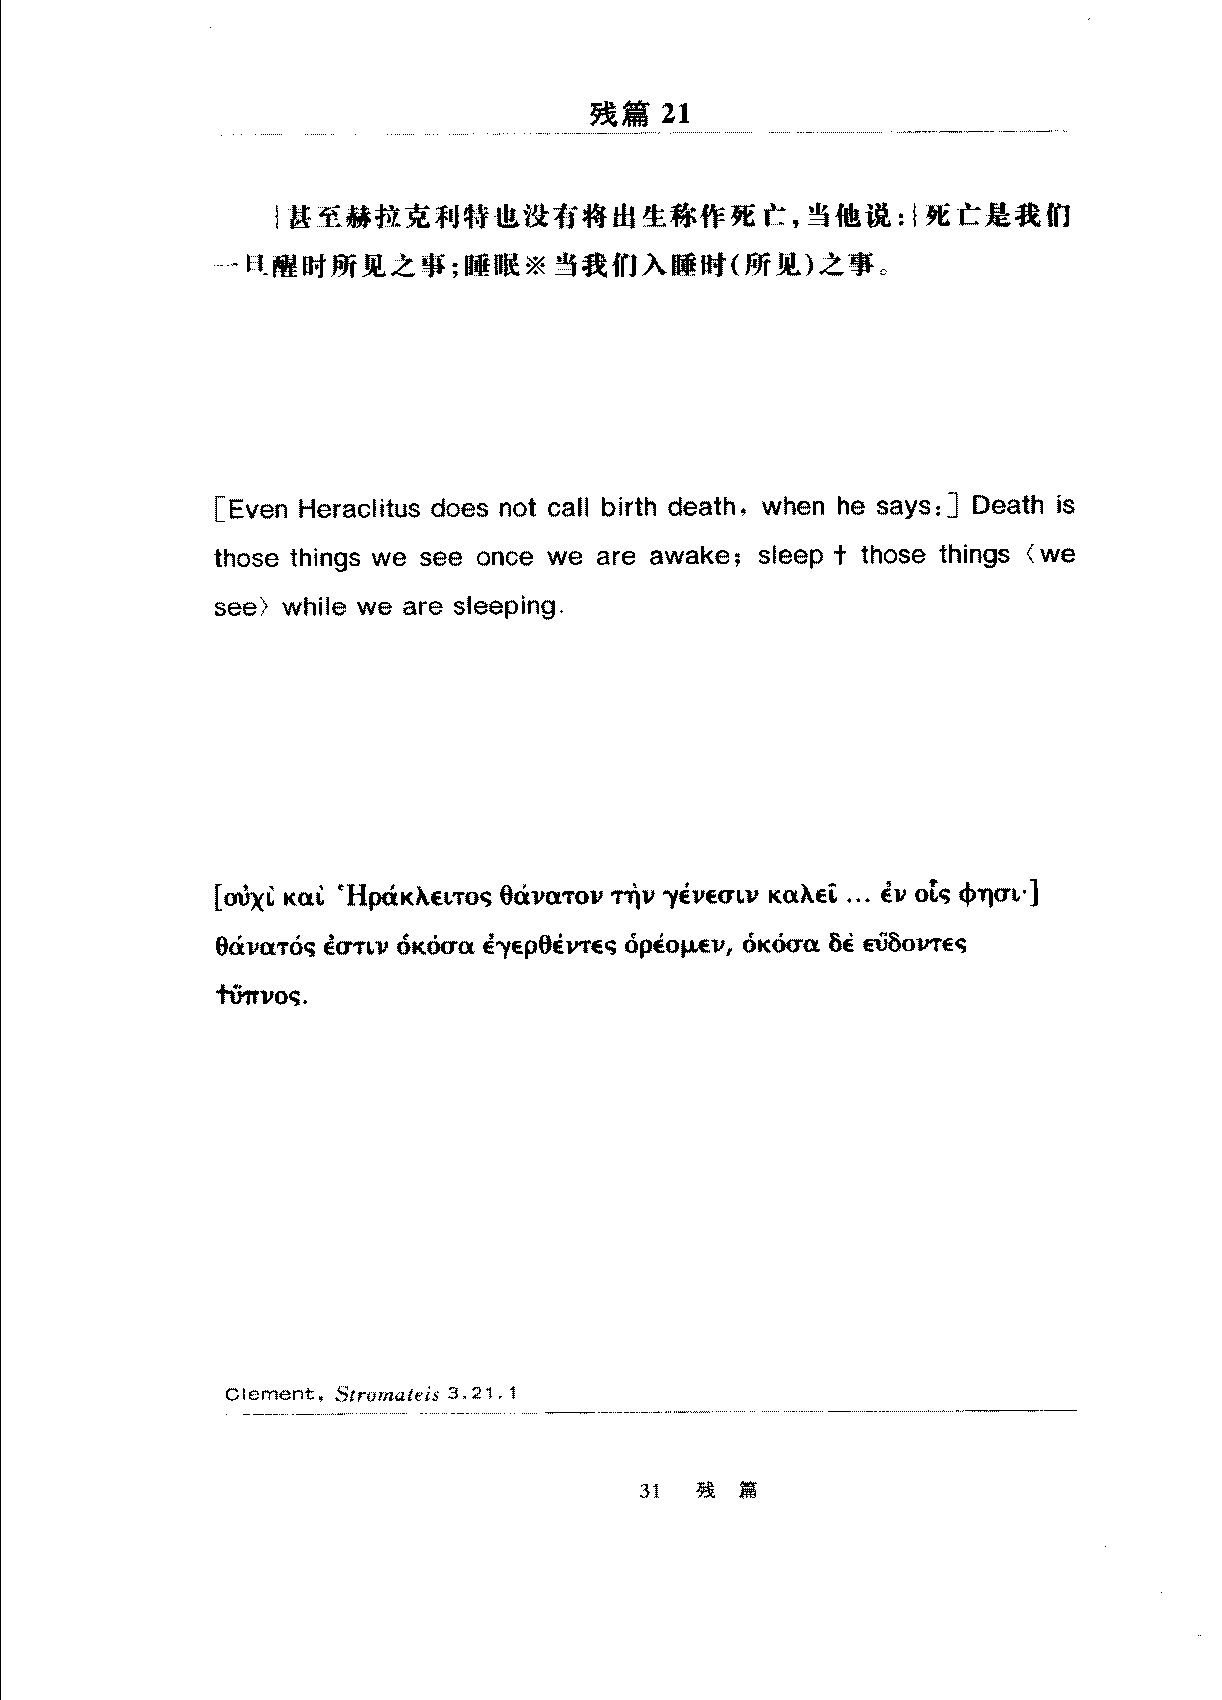 残篇 21
[甚至赫拉克利特也没有将出生称作死亡,当他说:]死亡是我们
一旦醒时所见之事;睡眠※当我们入睡时(所见)之事。
[Even Heraclitus does not call birth death, when he says:] Death is
those things we see once we are awake; sleep † those things 〈we
see〉 while we are sleeping.
[οὐχὶ καὶ Ἡράκλειτος θάνατον τὴν γένεσιν καλεῖ ... ἐν οἷς φησι·]
θάνατός ἐστιν ὁκόσα ἐγερθέντες ὁρέομεν, ὁκόσα δὲ εὕδοντες
†ὕπνος.
Clement, Stromateis 3.21.1
31 残 篇